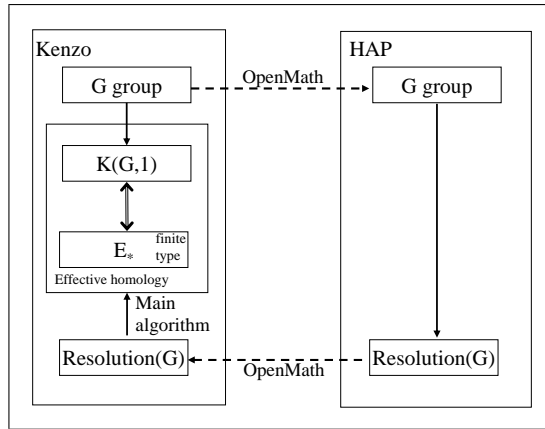 Kenzo
HAP
G group
OpenMath
G group
K(G,1)
E* finite
type
Effective homology
Main
algorithm
Resolution(G)
OpenMath
Resolution(G)